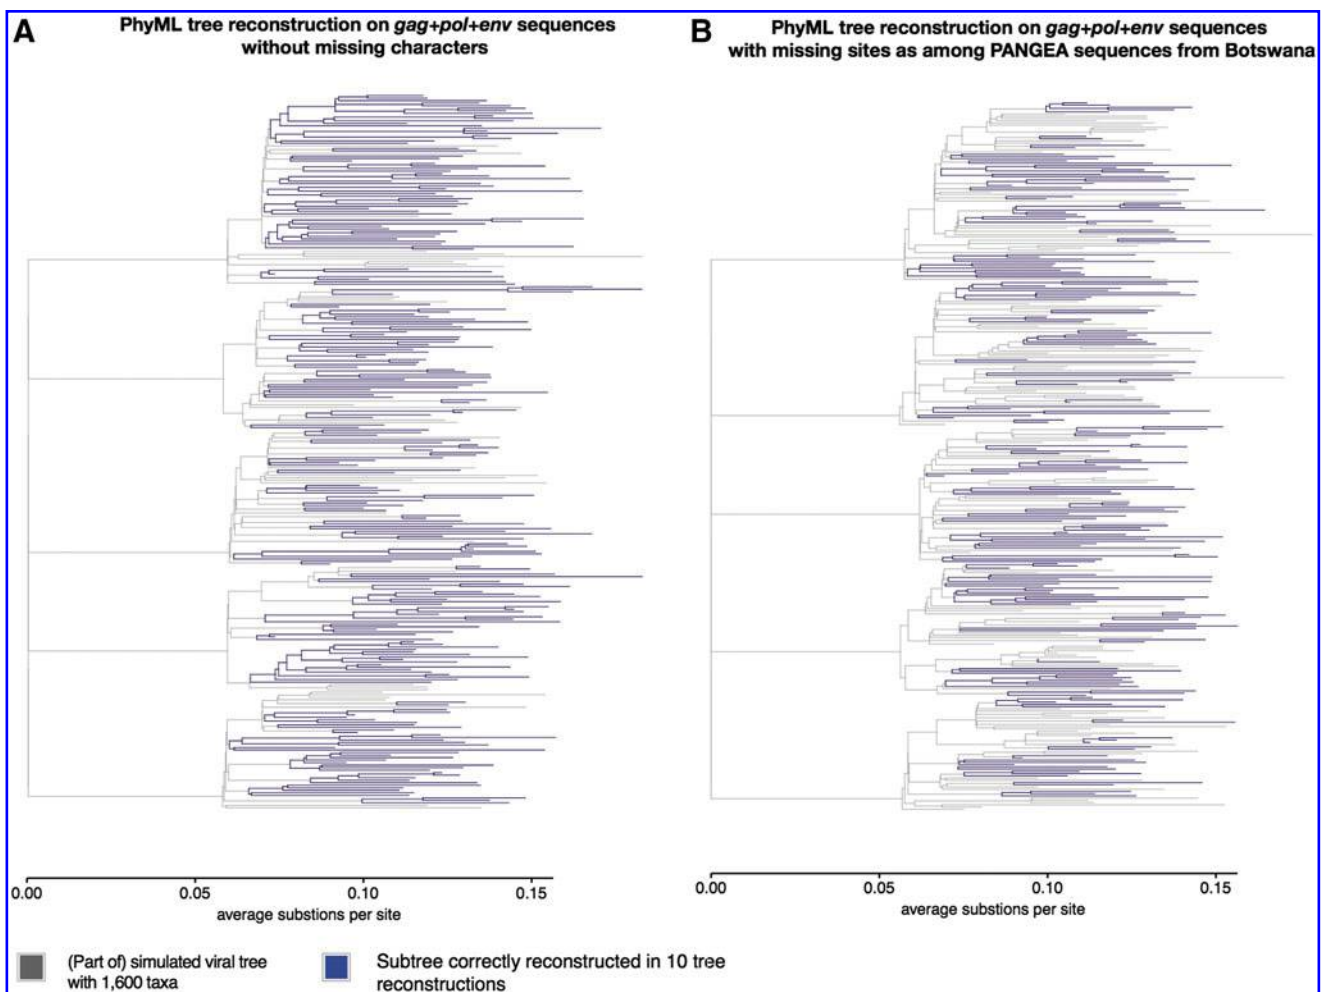 A
PhyML tree reconstruction on gag+pol+env sequences
without missing characters
B
PhyML tree reconstruction on gag+pol+env sequences
with missing sites as among PANGEA sequences from Botswana
0.00 0.05 0.10 0.15
average substions per site
0.00 0.05 0.10 0.15
average substions per site
(Part of) simulated viral tree
with 1,600 taxa
Subtree correctly reconstructed in 10 tree
reconstructions